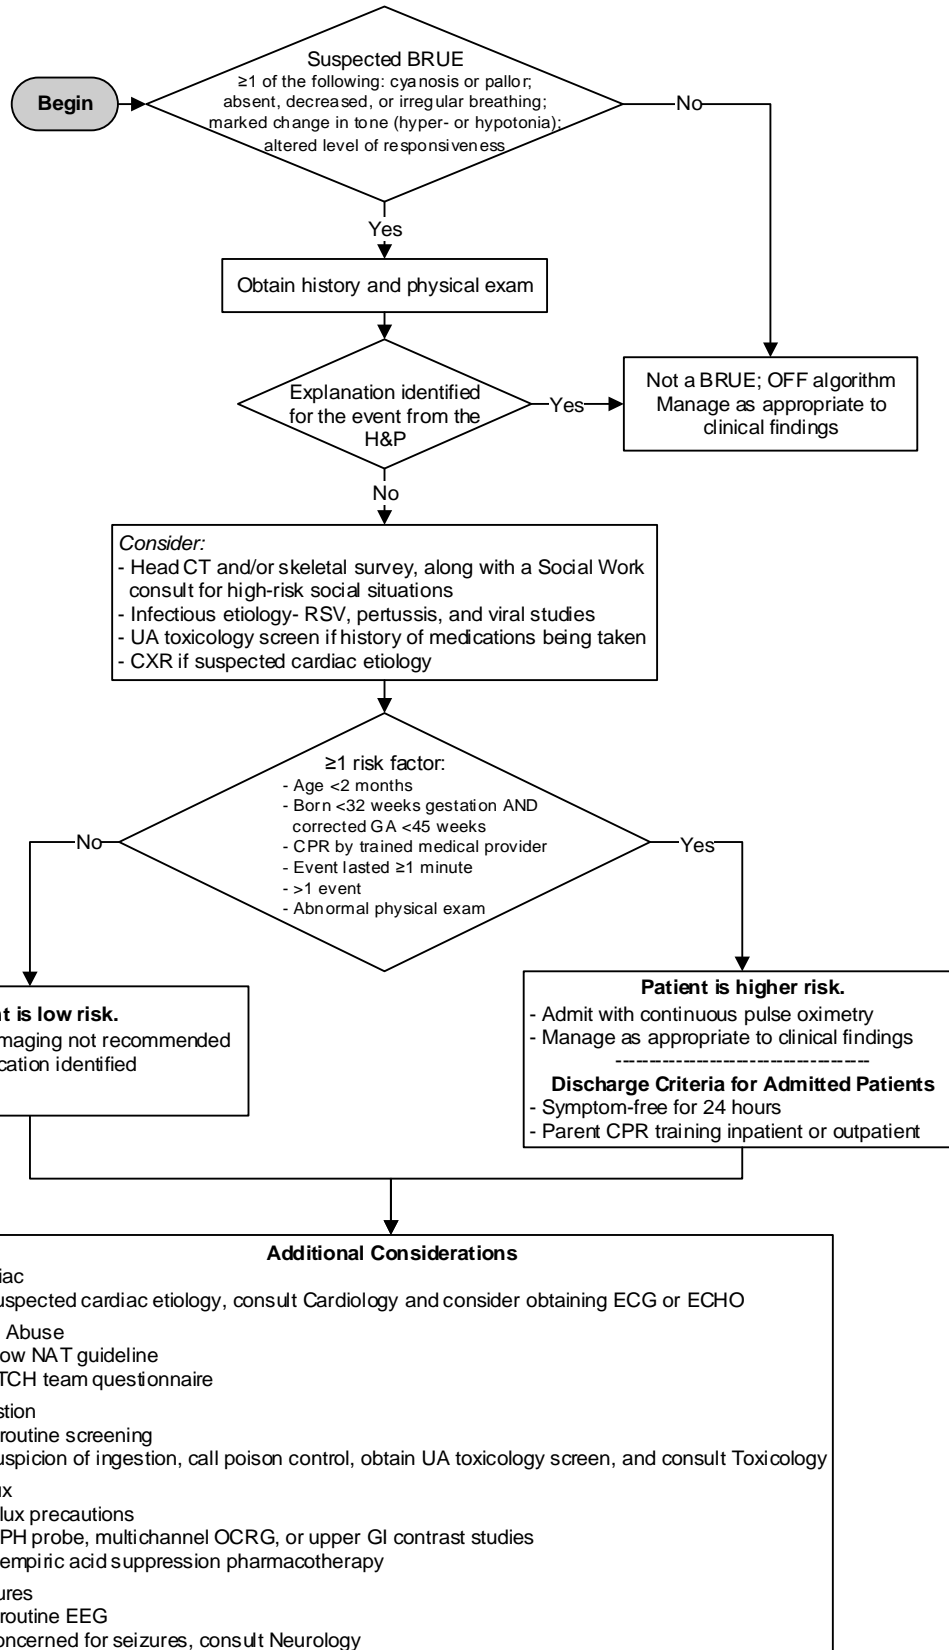 Begin
Suspected BRUE
≥1 of the following: cyanosis or pallor;
absent, decreased, or irregular breathing;
marked change in tone (hyper- or hypotonia);
altered level of responsiveness
No
Yes
Obtain history and physical exam
Explanation identified
for the event from the
H&P
Yes
Not a BRUE; OFF algorithm
Manage as appropriate to
clinical findings
No
Consider:
- Head CT and/or skeletal survey, along with a Social Work
consult for high-risk social situations
- Infectious etiology- RSV, pertussis, and viral studies
- UA toxicology screen if history of medications being taken
- CXR if suspected cardiac etiology
≥1 risk factor:
- Age <2 months
- Born <32 weeks gestation AND
corrected GA <45 weeks
- CPR by trained medical provider
- Event lasted ≥1 minute
- >1 event
- Abnormal physical exam
No
Yes
t is low risk.
maging not recommended
cation identified
Patient is higher risk.
- Admit with continuous pulse oximetry
- Manage as appropriate to clinical findings
--------------------------------------
Discharge Criteria for Admitted Patients
- Symptom-free for 24 hours
- Parent CPR training inpatient or outpatient
Additional Considerations
iac
uspected cardiac etiology, consult Cardiology and consider obtaining ECG or ECHO
Abuse
ow NAT guideline
TCH team questionnaire
stion
routine screening
uspicion of ingestion, call poison control, obtain UA toxicology screen, and consult Toxicology
ux
lux precautions
PH probe, multichannel OCRG, or upper GI contrast studies
empiric acid suppression pharmacotherapy
ures
routine EEG
oncerned for seizures, consult Neurology